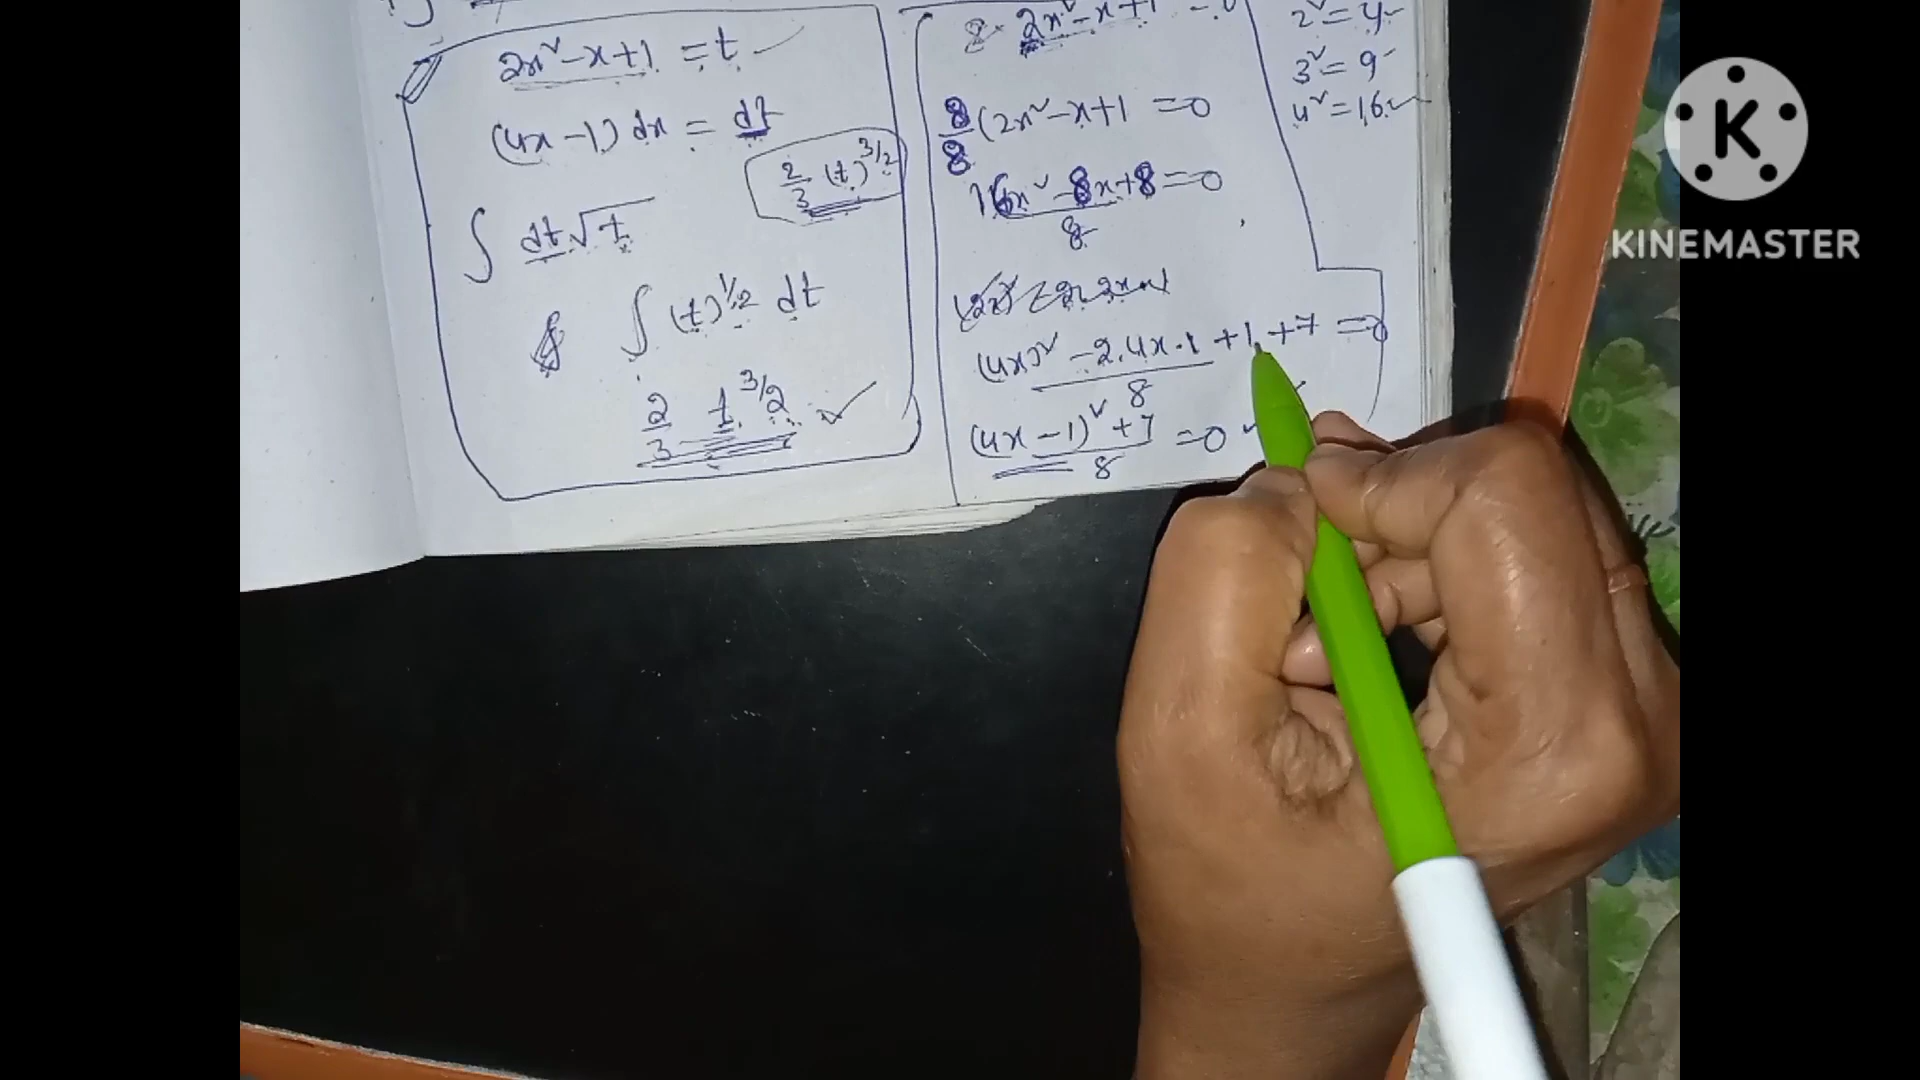 2x² - x + 1 = t
(4x - 1) dx = dt
2/3 (t)^3/2
∫ dt √t
∫ (t)^1/2 dt
2/3 t^3/2
2x² - x + 1
8/8 (2x² - x + 1 = 0
16x² - 8x + 8 = 0
8
(4x)² - 2.4x.1 + 1 + 7 = 0
8
(4x - 1)² + 7 = 0
8
2² = 4
3² = 9
4² = 16
K
KINEMASTER